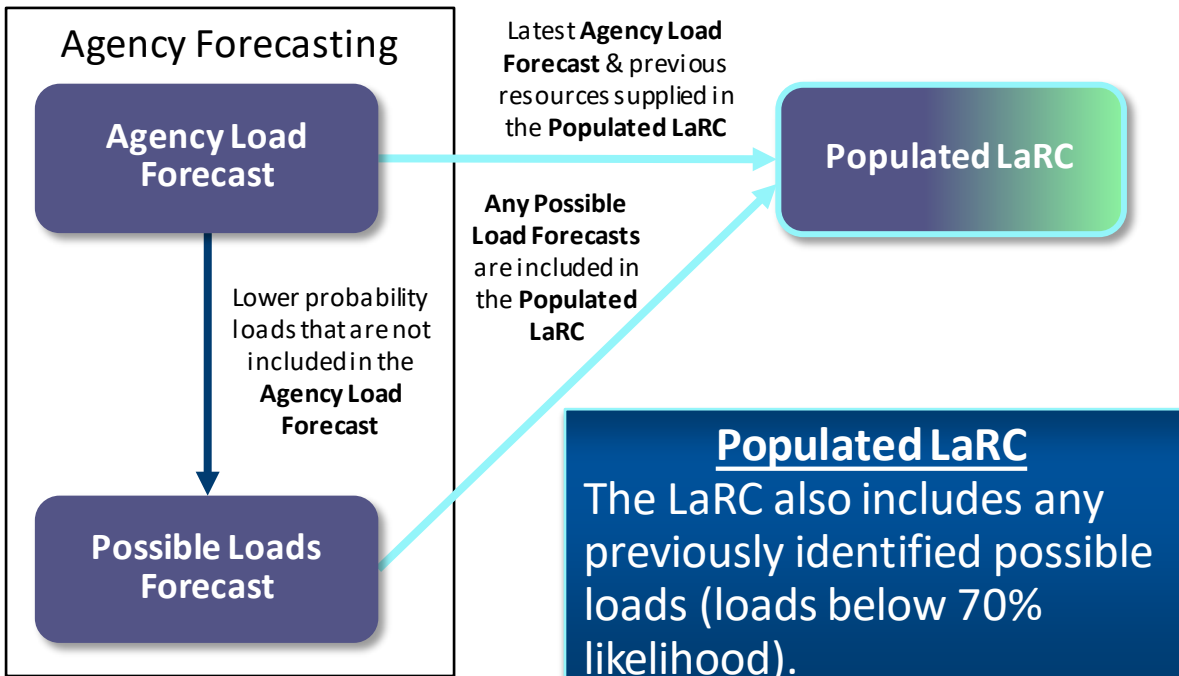 Agency Forecasting
Agency Load
Forecast
Lower probability
loads that are not
included in the
Agency Load
Forecast
Possible Loads
Forecast
Latest Agency Load
Forecast & previous
resources supplied in
the Populated LaRC
Any Possible
Load Forecasts
are included in
the Populated
LaRC
Populated LaRC
Populated LaRC
The LaRC also includes any
previously identified possible
loads (loads below 70%
likelihood).